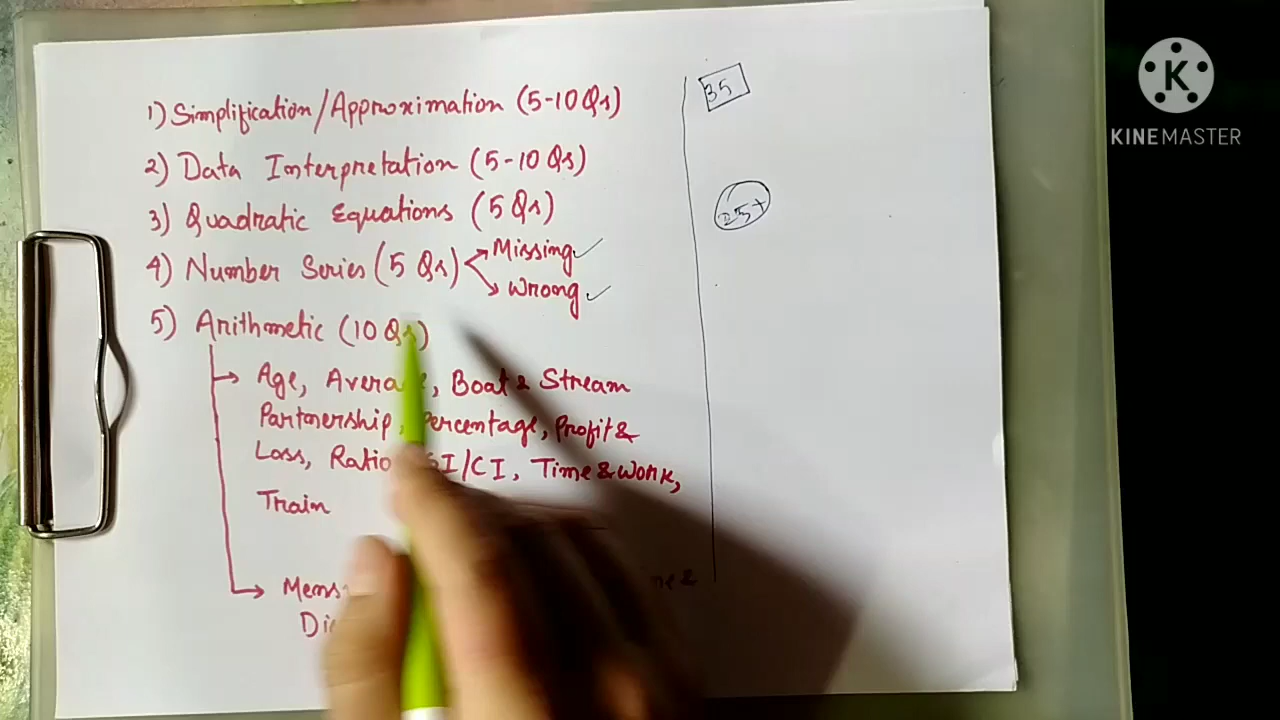 1) Simplification/Approximation (5-10 Qs)
2) Data Interpretation (5-10 Qs)
3) Quadratic Equations (5 Qs)
4) Number Series (5 Qs) Missing ✓
Wrong ✓
5) Arithmetic (10 Qs)
Age, Average, Boat & Stream
Partnership, Percentage, Profit &
Loss, Ratio, SI/CI, Time & Work,
Train
35
25+
K
KINEMASTER